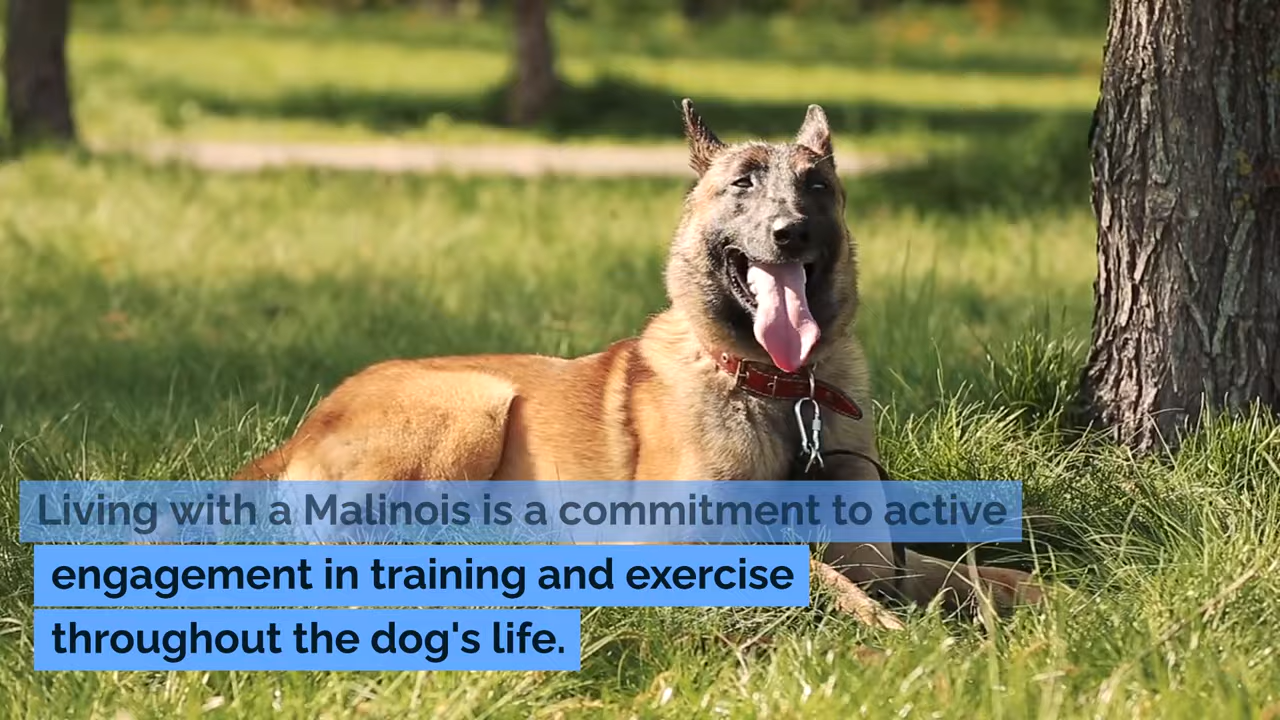 Living with a Malinois is a commitment to active
engagement in training and exercise
throughout the dog's life.